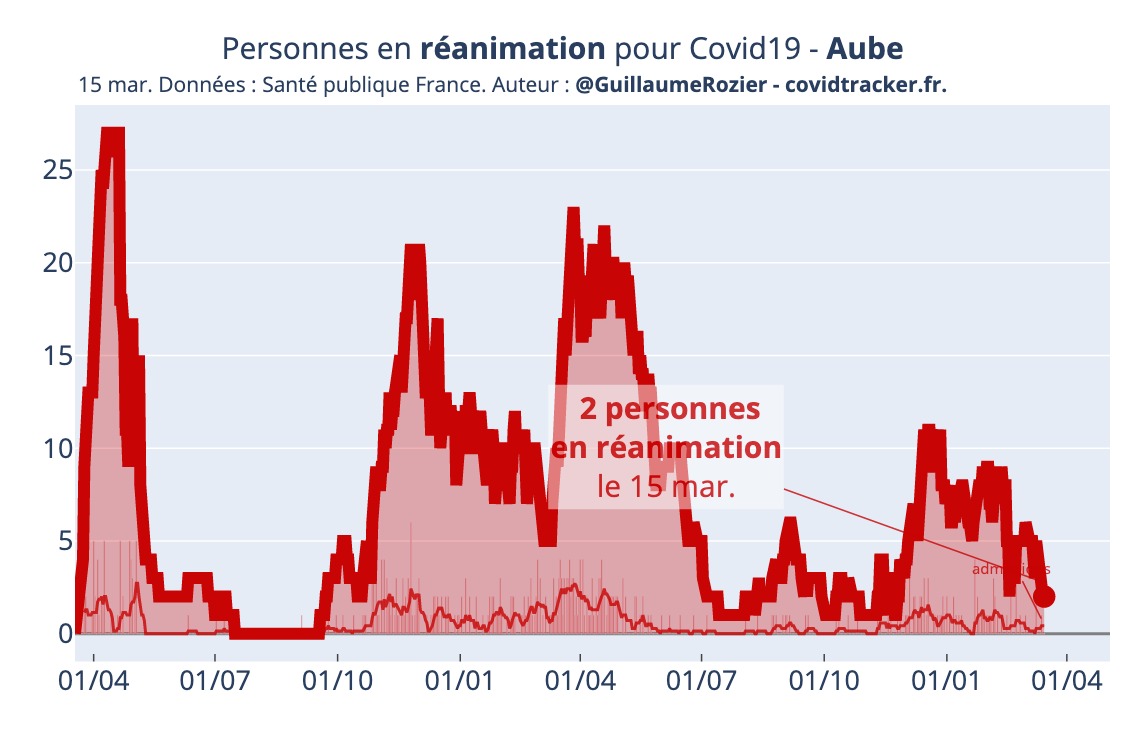 Personnes en réanimation pour Covid19 - Aube
15 mar. Données : Santé publique France. Auteur : @GuillaumeRozier - covidtracker.fr.
25
20
15
10
5
0
2 personnes
en réanimation
le 15 mar.
admissions
01/04 01/07 01/10 01/01 01/04 01/07 01/10 01/01 01/04